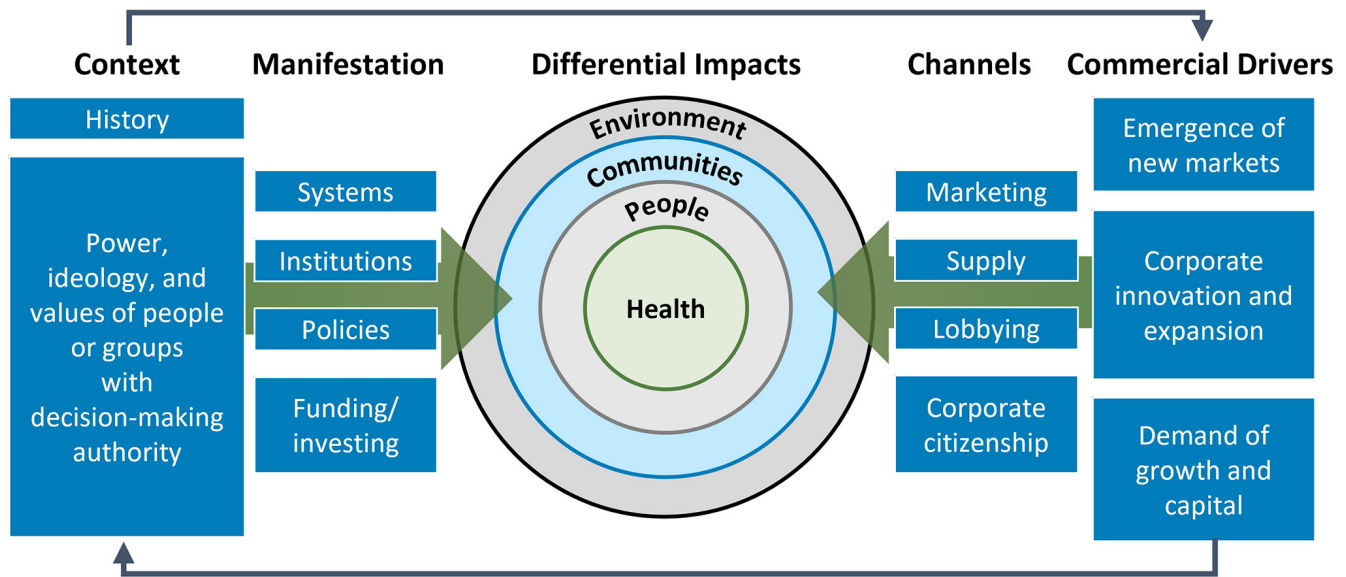 Context
History
Power,
ideology, and
values of people
or groups
with
decision-making
authority
Manifestation
Systems
Institutions
Policies
Funding/
investing
Differential Impacts
Environment
Communities
People
Health
Channels
Marketing
Supply
Lobbying
Corporate
citizenship
Commercial Drivers
Emergence of
new markets
Corporate
innovation and
expansion
Demand of
growth and
capital